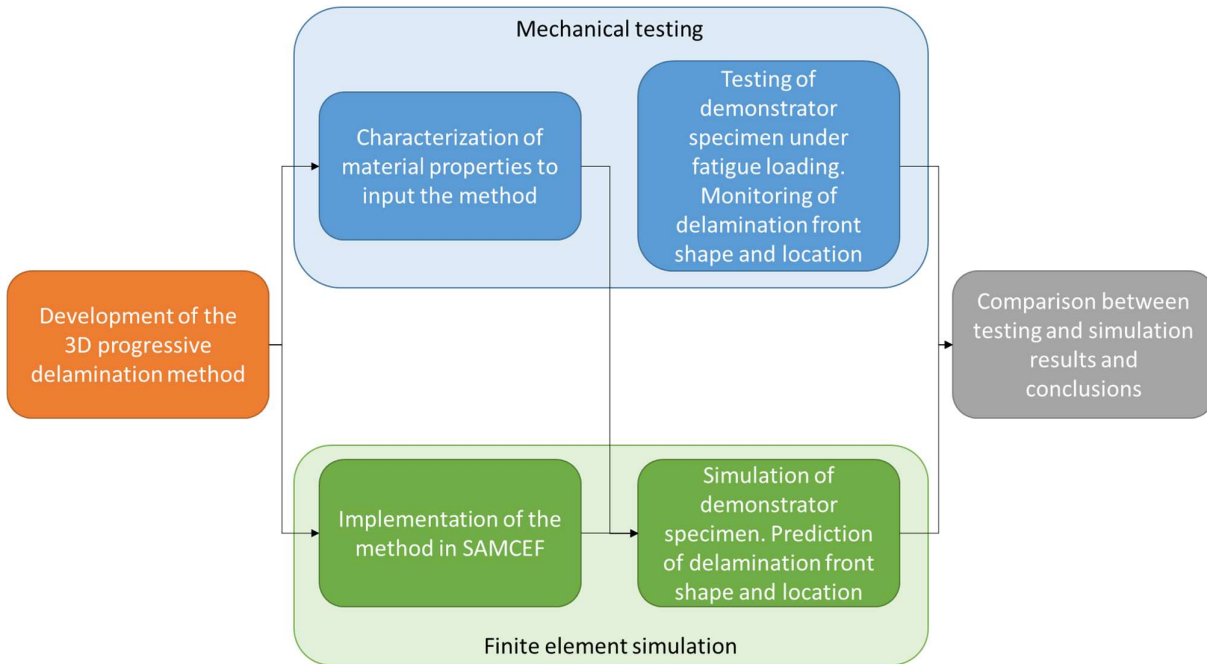 Mechanical testing
Characterization of
material properties to
input the method
Testing of
demonstrator
specimen under
fatigue loading.
Monitoring of
delamination front
shape and location
Development of the
3D progressive
delamination method
Comparison between
testing and simulation
results and
conclusions
Implementation of the
method in SAMCEF
Simulation of
demonstrator
specimen. Prediction
of delamination front
shape and location
Finite element simulation